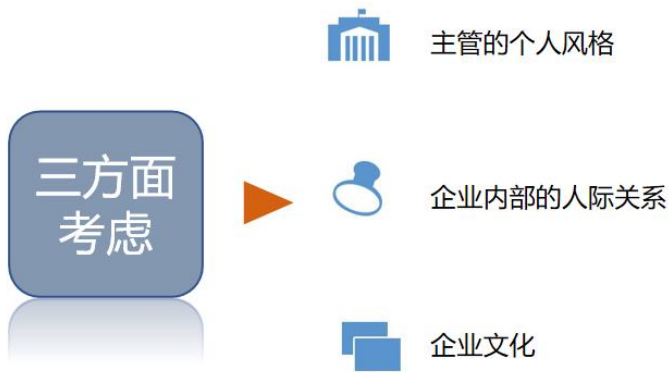 主管的个人风格
三方面
考虑
企业内部的人际关系
企业文化